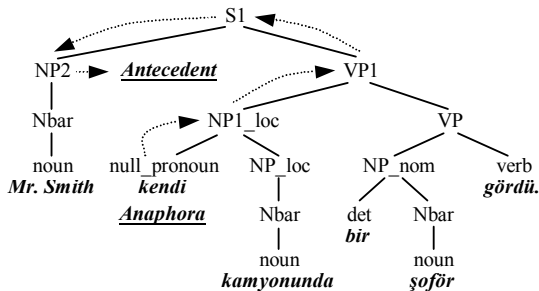 S1
NP2 Antecedent VP1
Nbar NP1_loc VP
noun null_pronoun NP_loc NP_nom verb
Mr. Smith kendi gördü.
Anaphora Nbar det Nbar
bir
noun noun
kamyonunda şoför